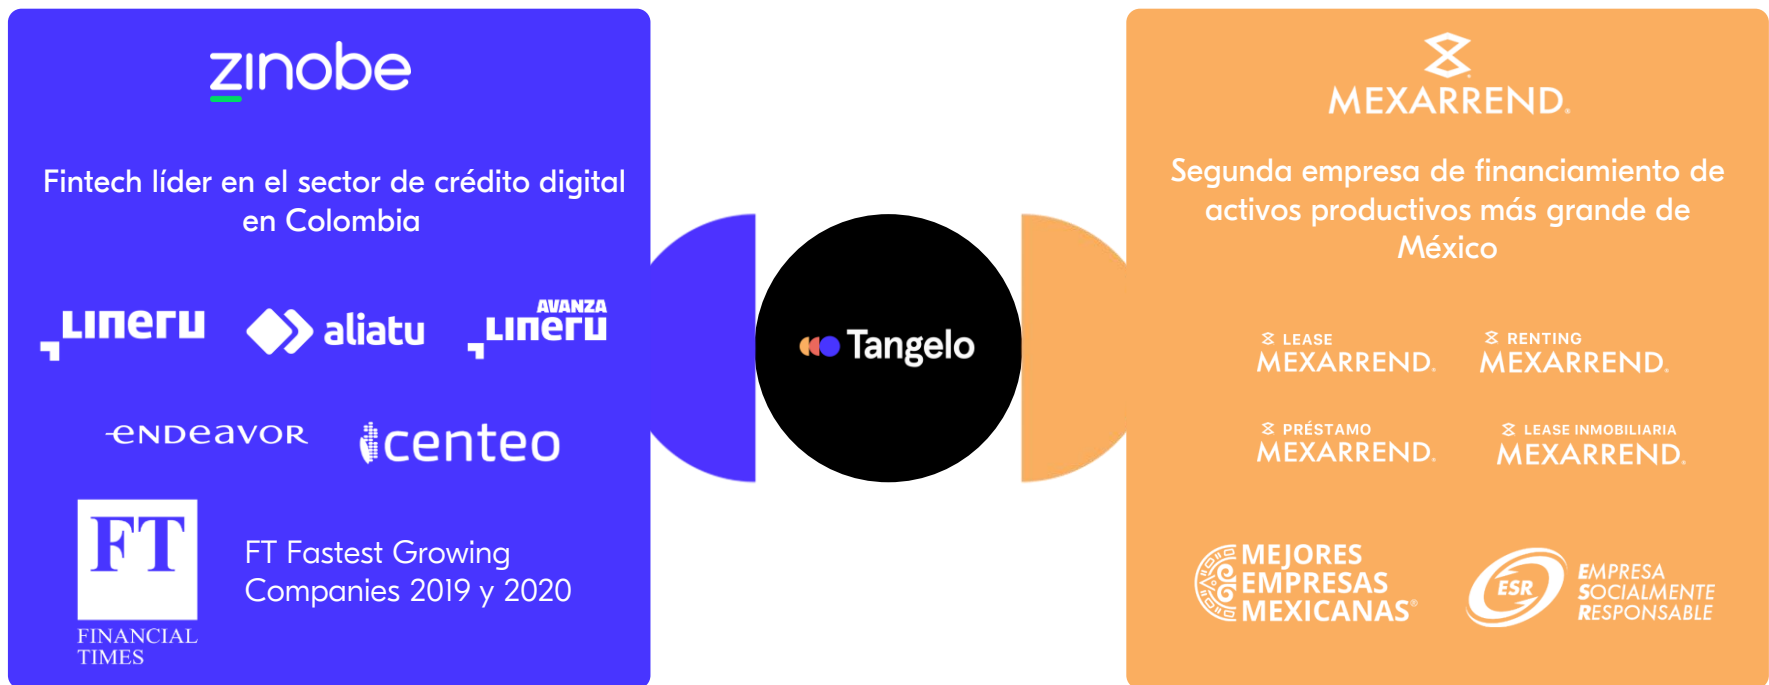 zinobe
Fintech líder en el sector de crédito digital
en Colombia
LINERU
aliatu
AVANZA
LINERU
ENDEAVOR
centeo
FT
FINANCIAL
TIMES
FT Fastest Growing
Companies 2019 y 2020
Tangelo
MEXARREND®
Segunda empresa de financiamiento de
activos productivos más grande de
México
LEASE
MEXARREND®
RENTING
MEXARREND®
PRÉSTAMO
MEXARREND®
LEASE INMOBILIARIA
MEXARREND®
MEJORES
EMPRESAS
MEXICANAS®
ESR
EMPRESA
SOCIALMENTE
RESPONSABLE